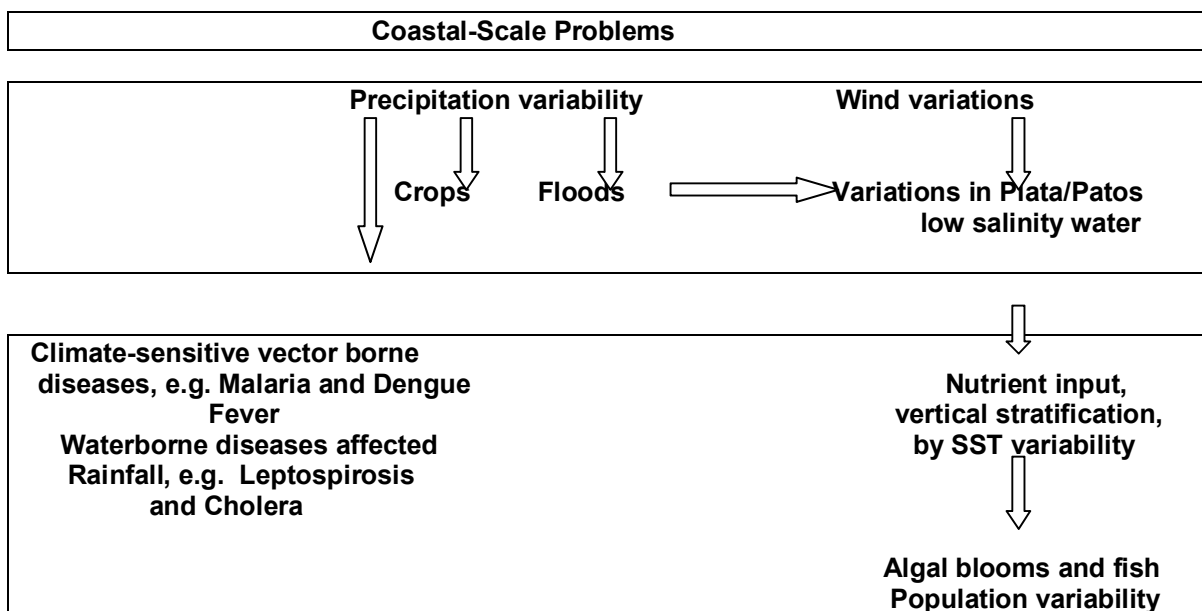 Coastal-Scale Problems
Precipitation variability
Wind variations
Crops
Floods
Variations in Plata/Patos
low salinity water
Climate-sensitive vector borne
diseases, e.g. Malaria and Dengue
Fever
Waterborne diseases affected
Rainfall, e.g. Leptospirosis
and Cholera
Nutrient input,
vertical stratification,
by SST variability
Algal blooms and fish
Population variability